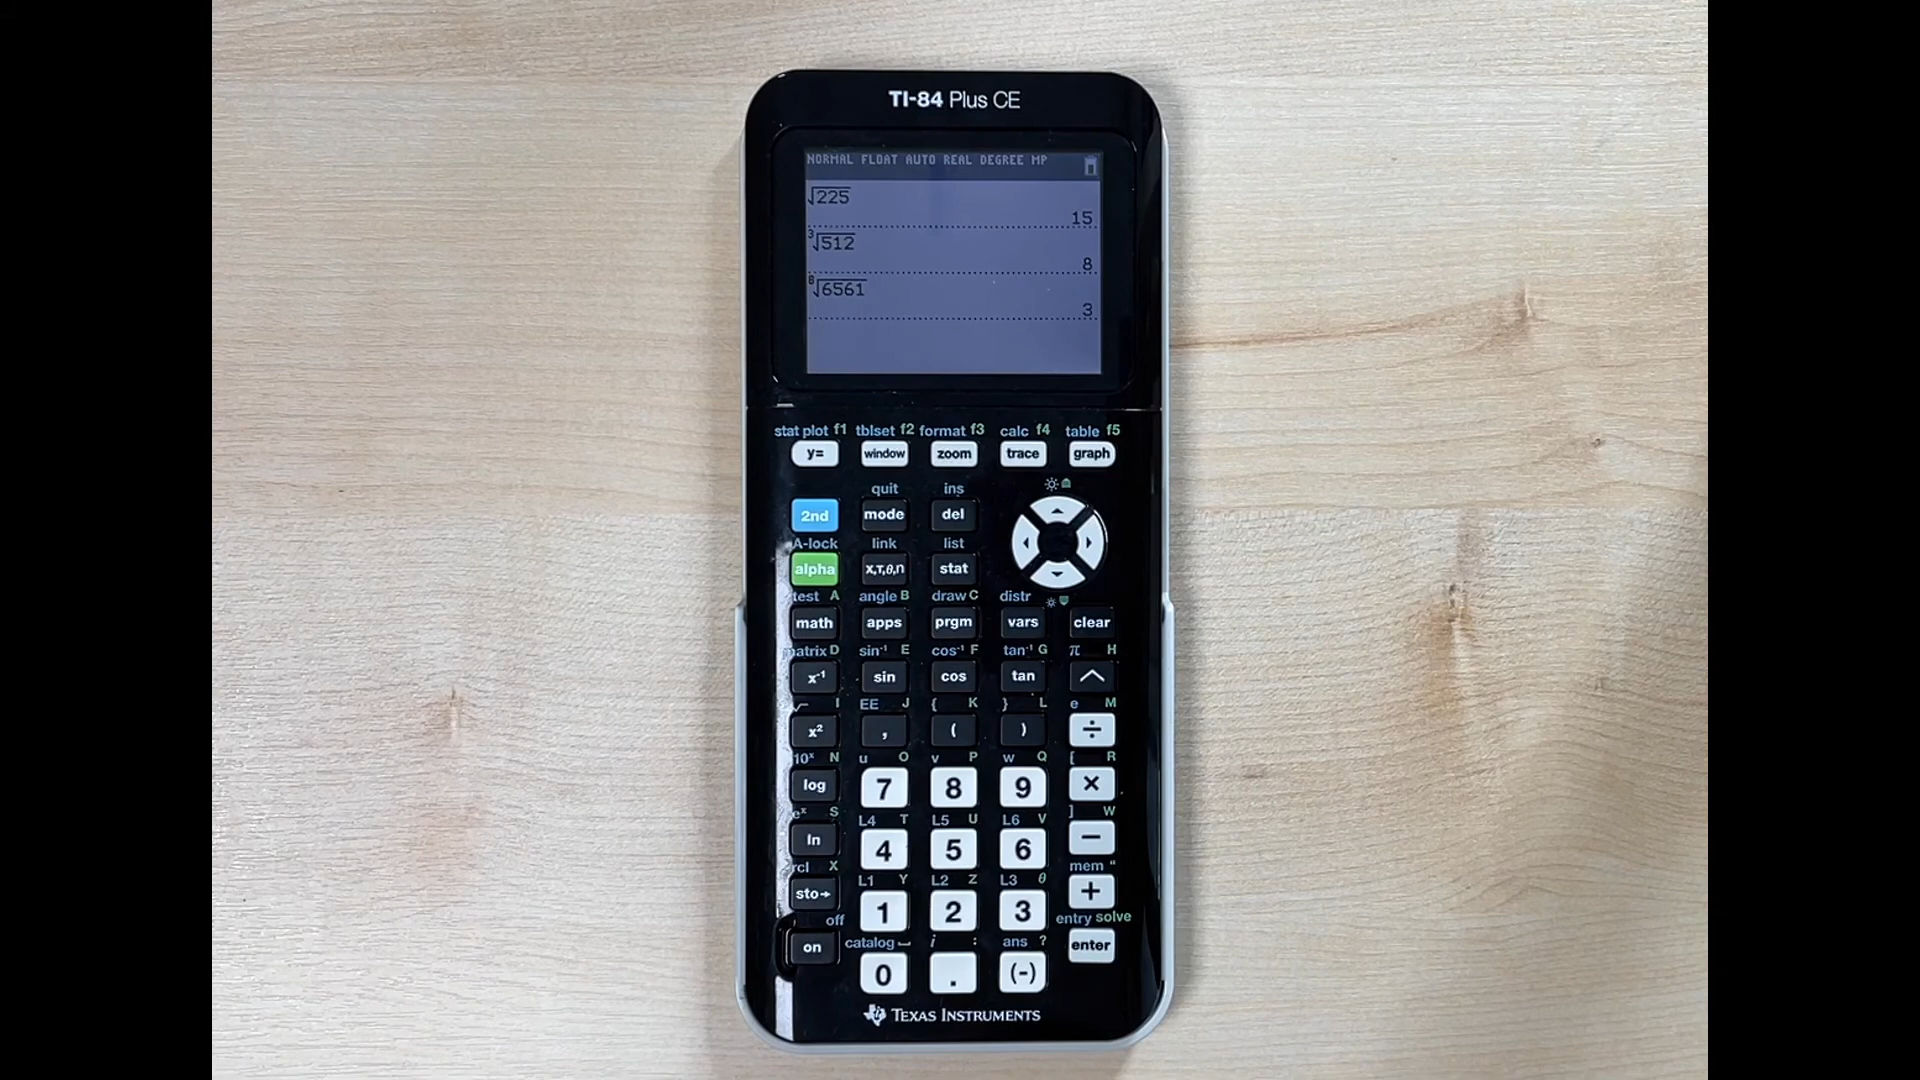 TI-84 Plus CE
NORMAL FLOAT AUTO REAL DEGREE MP
√225
15
³√512
8
⁸√6561
3
stat plot f1 tblset f2 format f3 calc f4 table f5
y= window zoom trace graph
quit ins
2nd mode del
A-lock link list
alpha x,T,θ,n stat
test A angle B draw C distr
math apps prgm vars clear
matrix D sin⁻¹ E cos⁻¹ F tan⁻¹ G π H
x⁻¹ sin cos tan ^
√ I EE J { K } L e M
x² , ( ) ÷
10ˣ N u O v P w Q [ R
log 7 8 9 ×
eˣ S L4 T L5 U L6 V ] W
ln 4 5 6 −
rcl X L1 Y L2 Z L3 θ mem "
sto→ 1 2 3 +
off catalog ⎵ i : ans ? entry solve
on 0 . (-) enter
TEXAS INSTRUMENTS